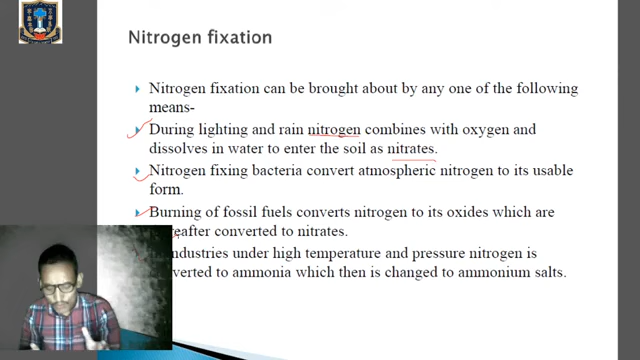 Nitrogen fixation
Nitrogen fixation can be brought about by any one of the following
means-
During lighting and rain nitrogen combines with oxygen and
dissolves in water to enter the soil as nitrates.
Nitrogen fixing bacteria convert atmospheric nitrogen to its usable
form.
Burning of fossil fuels converts nitrogen to its oxides which are
converted to nitrates.
industries under high temperature and pressure nitrogen is
to ammonia which then is changed to ammonium salts.